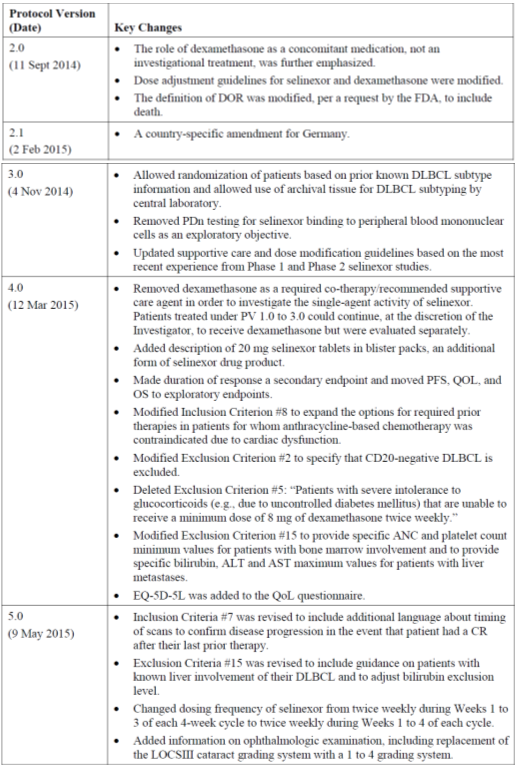 Protocol Version
(Date)
Key Changes
2.0
(11 Sept 2014)
• The role of dexamethasone as a concomitant medication, not an
investigational treatment, was further emphasized.
• Dose adjustment guidelines for selinexor and dexamethasone were modified.
• The definition of DOR was modified, per a request by the FDA, to include
death.
2.1
(2 Feb 2015)
• A country-specific amendment for Germany.
3.0
(4 Nov 2014)
• Allowed randomization of patients based on prior known DLBCL subtype
information and allowed use of archival tissue for DLBCL subtyping by
central laboratory.
• Removed PDn testing for selinexor binding to peripheral blood mononuclear
cells as an exploratory objective.
• Updated supportive care and dose modification guidelines based on the most
recent experience from Phase 1 and Phase 2 selinexor studies.
4.0
(12 Mar 2015)
• Removed dexamethasone as a required co-therapy/recommended supportive
care agent in order to investigate the single-agent activity of selinexor.
Patients treated under PV 1.0 to 3.0 could continue, at the discretion of the
Investigator, to receive dexamethasone but were evaluated separately.
• Added description of 20 mg selinexor tablets in blister packs, an additional
form of selinexor drug product.
• Made duration of response a secondary endpoint and moved PFS, QOL, and
OS to exploratory endpoints.
• Modified Inclusion Criterion #8 to expand the options for required prior
therapies in patients for whom anthracycline-based chemotherapy was
contraindicated due to cardiac dysfunction.
• Modified Exclusion Criterion #2 to specify that CD20-negative DLBCL is
excluded.
• Deleted Exclusion Criterion #5: “Patients with severe intolerance to
glucocorticoids (e.g., due to uncontrolled diabetes mellitus) that are unable to
receive a minimum dose of 8 mg of dexamethasone twice weekly.”
• Modified Exclusion Criterion #15 to provide specific ANC and platelet count
minimum values for patients with bone marrow involvement and to provide
specific bilirubin, ALT and AST maximum values for patients with liver
metastases.
• EQ-5D-5L was added to the QoL questionnaire.
5.0
(9 May 2015)
• Inclusion Criteria #7 was revised to include additional language about timing
of scans to confirm disease progression in the event that patient had a CR
after their last prior therapy.
• Exclusion Criteria #15 was revised to include guidance on patients with
known liver involvement of their DLBCL and to adjust bilirubin exclusion
level.
• Changed dosing frequency of selinexor from twice weekly during Weeks 1 to
3 of each 4-week cycle to twice weekly during Weeks 1 to 4 of each cycle.
• Added information on ophthalmologic examination, including replacement of
the LOCSIII cataract grading system with a 1 to 4 grading system.